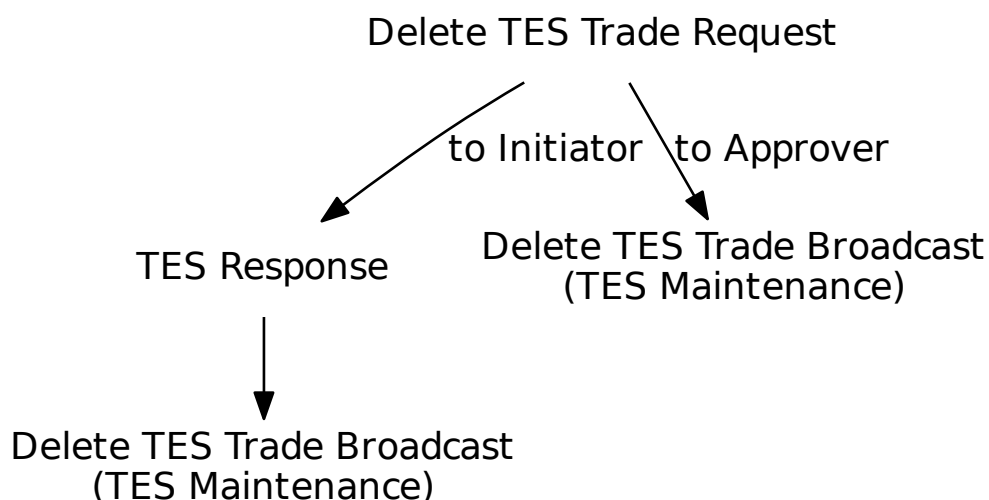 Delete TES Trade Request
to Initiator
to Approver
TES Response
Delete TES Trade Broadcast
(TES Maintenance)
Delete TES Trade Broadcast
(TES Maintenance)